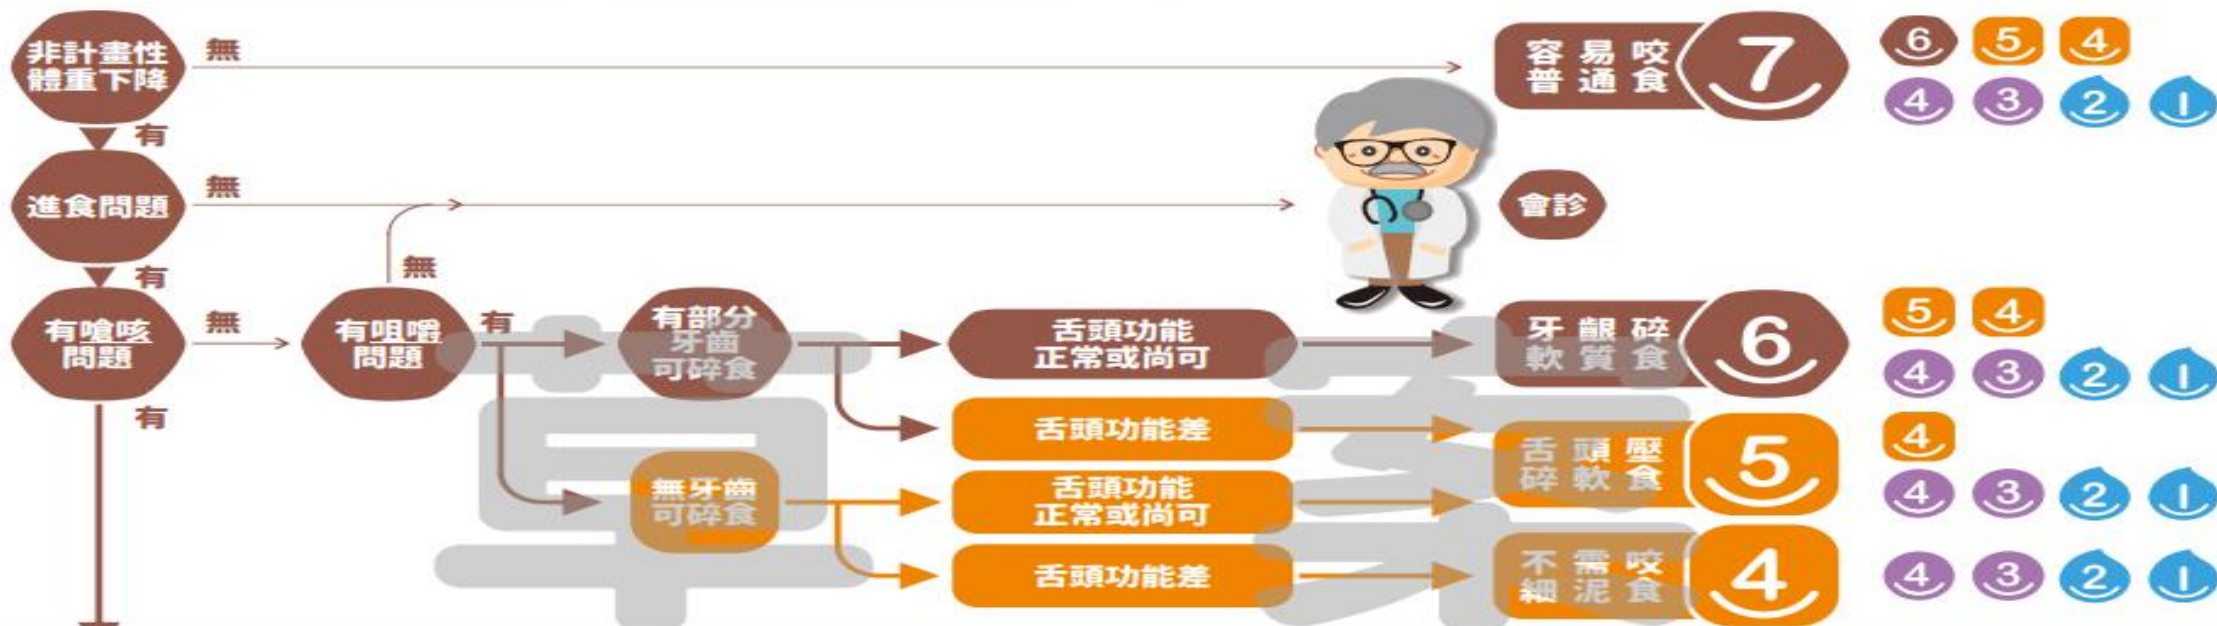 非計畫性
體重下降
無
容易咬
普通食
7
6 5 4
4 3 2 1
有
進食問題
無
會診
有
無
有嗆咳
問題
無
有咀嚼
問題
有
有部分
牙齒
可碎食
舌頭功能
正常或尚可
牙齦碎
軟質食
6
5 4
4 3 2 1
有
舌頭功能差
舌頭壓
碎軟食
5
4
4 3 2 1
無牙齒
可碎食
舌頭功能
正常或尚可
舌頭功能差
不需咬
細泥食
4
4 3 2 1
草案